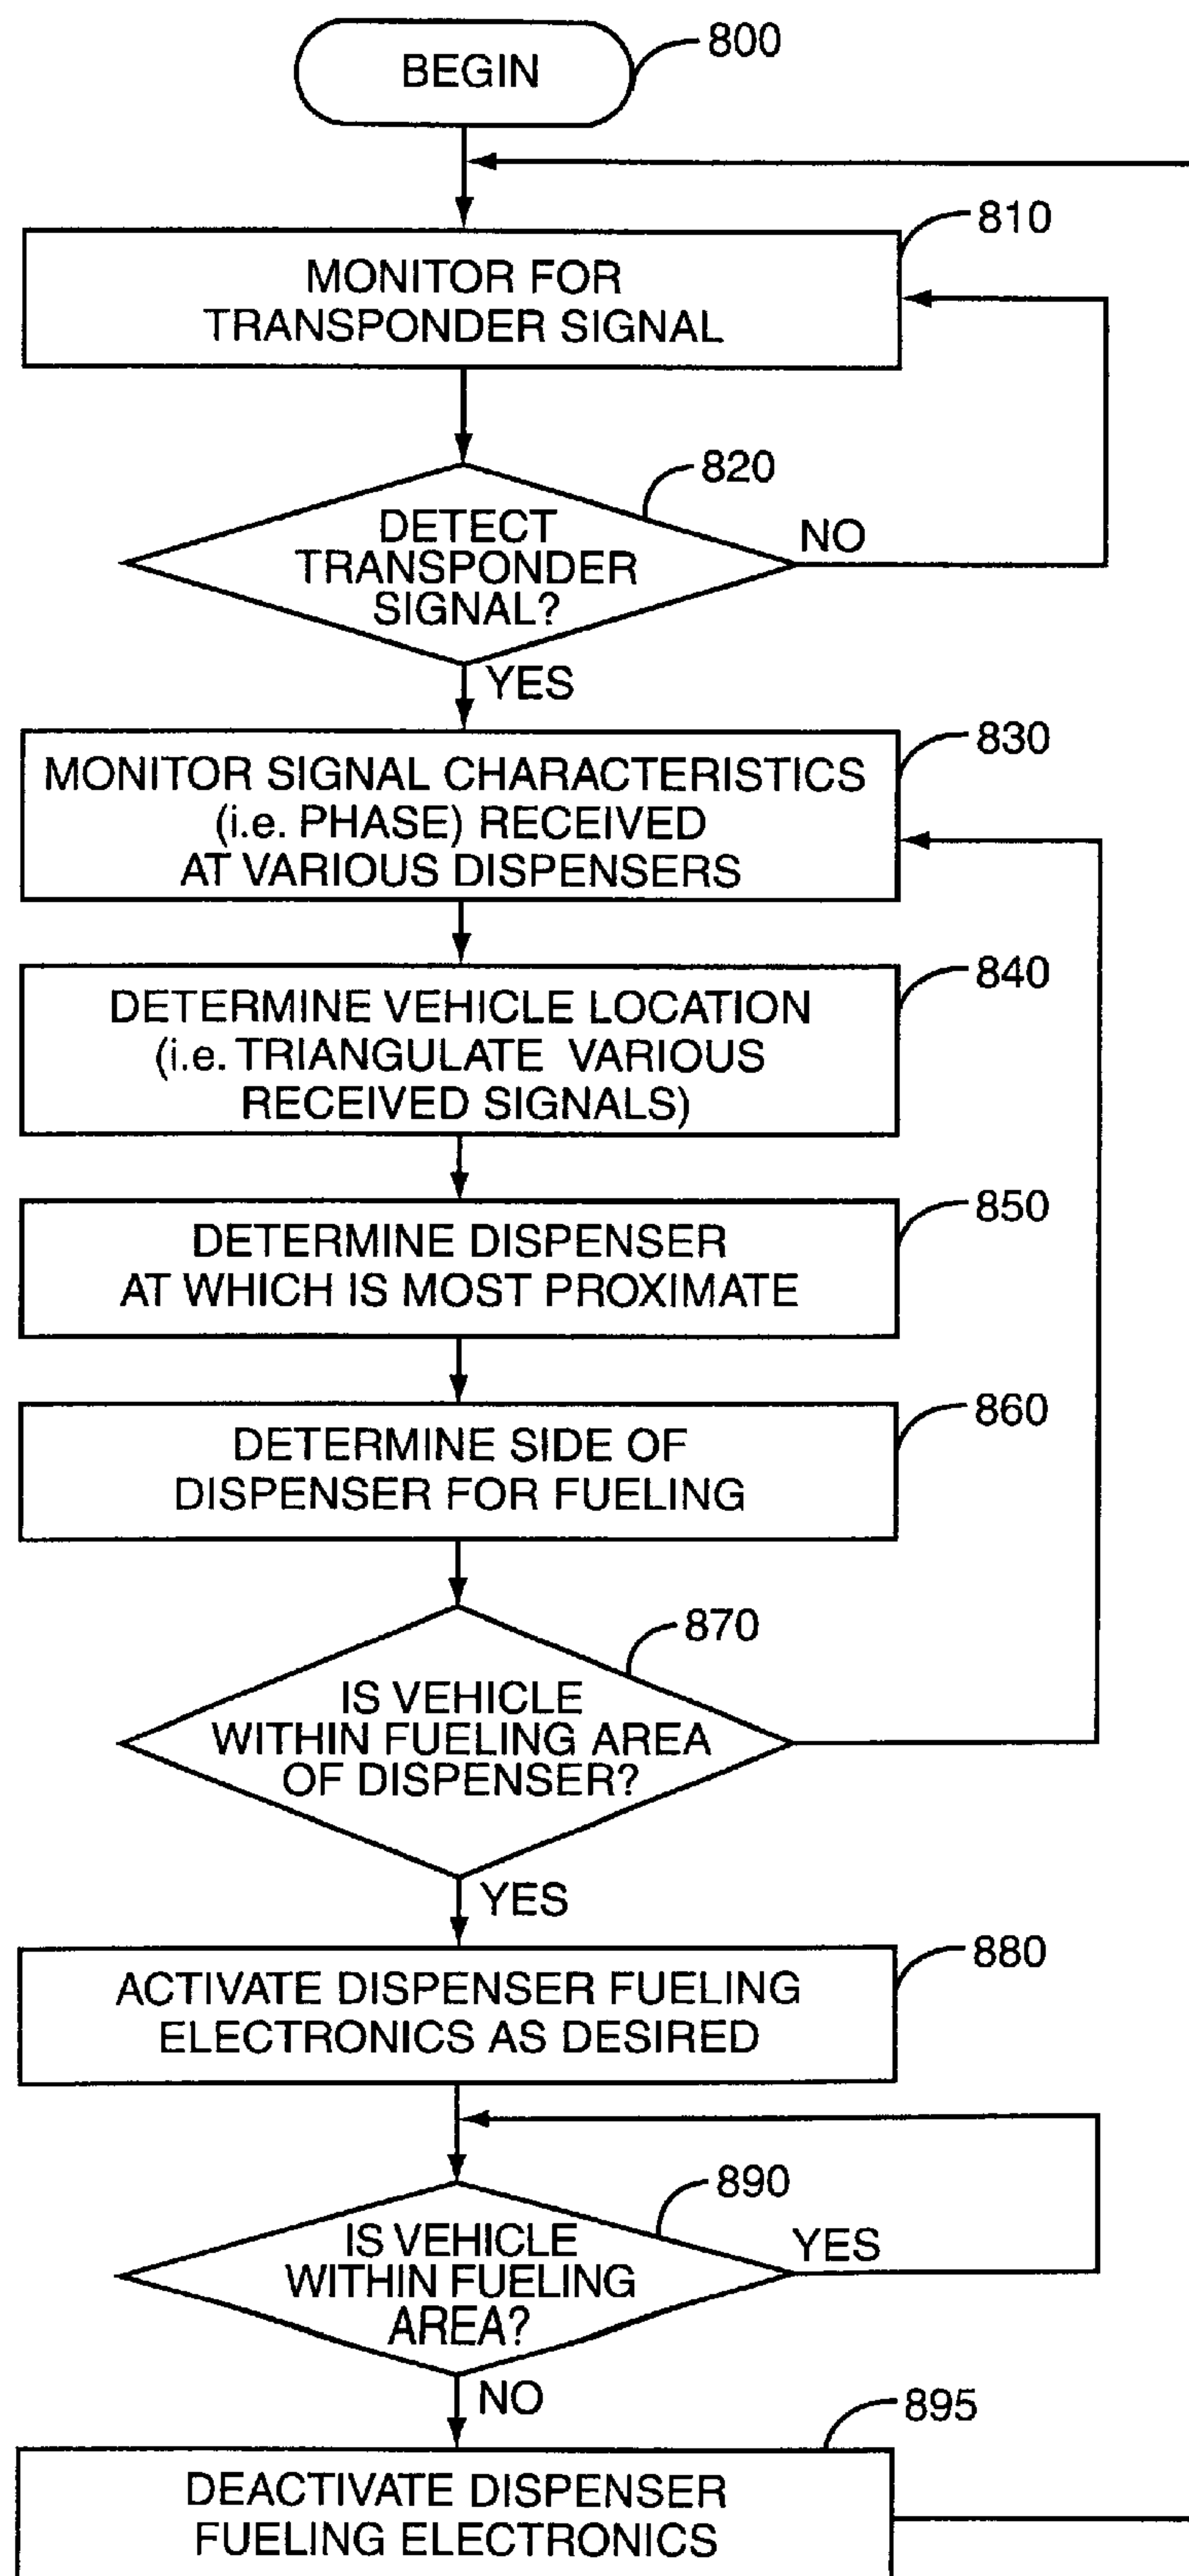 BEGIN
800
810
MONITOR FOR
TRANSPONDER SIGNAL
820
DETECT
TRANSPONDER
SIGNAL?
NO
YES
830
MONITOR SIGNAL CHARACTERISTICS
(i.e. PHASE) RECEIVED
AT VARIOUS DISPENSERS
840
DETERMINE VEHICLE LOCATION
(i.e. TRIANGULATE VARIOUS
RECEIVED SIGNALS)
850
DETERMINE DISPENSER
AT WHICH IS MOST PROXIMATE
860
DETERMINE SIDE OF
DISPENSER FOR FUELING
870
IS VEHICLE
WITHIN FUELING AREA
OF DISPENSER?
YES
880
ACTIVATE DISPENSER FUELING
ELECTRONICS AS DESIRED
890
IS VEHICLE
WITHIN FUELING
AREA?
YES
NO
895
DEACTIVATE DISPENSER
FUELING ELECTRONICS